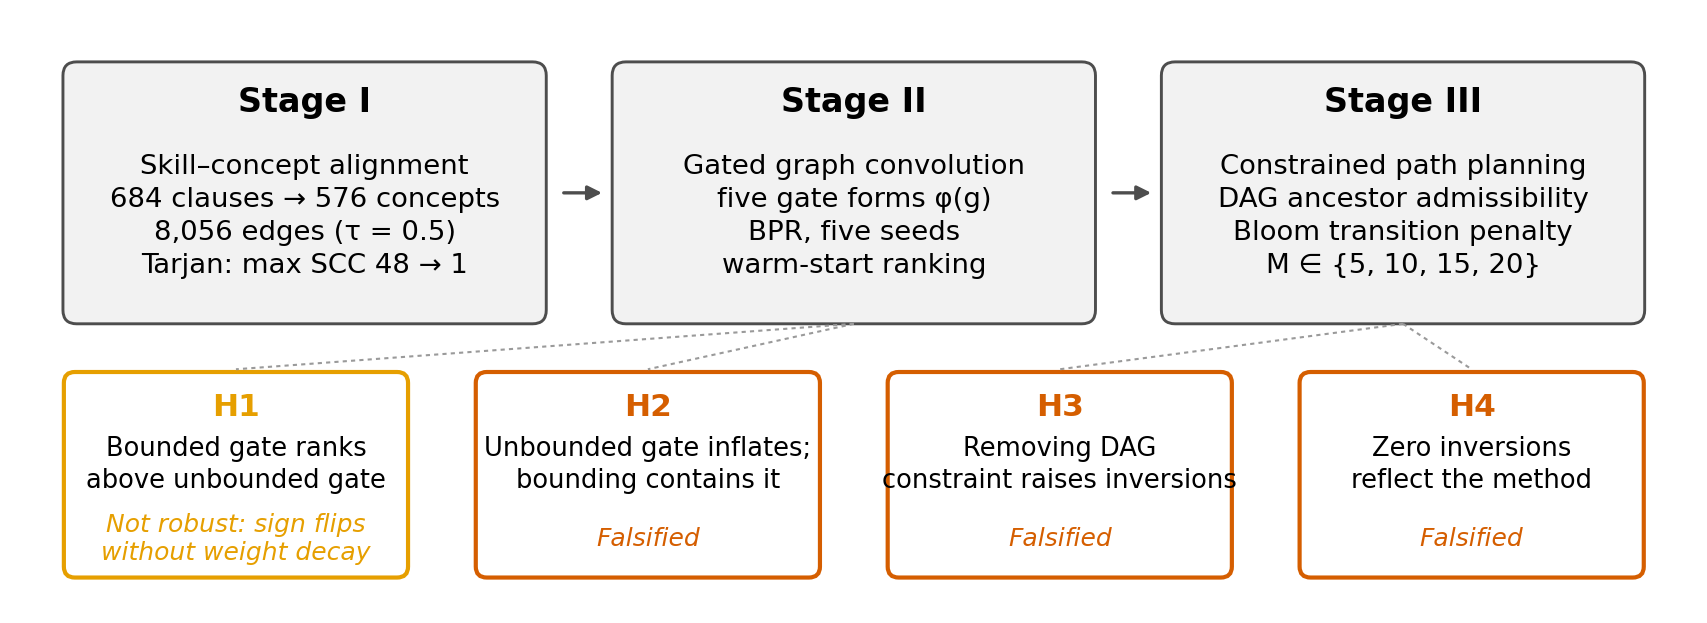 Stage I
Skill–concept alignment
684 clauses → 576 concepts
8,056 edges (τ = 0.5)
Tarjan: max SCC 48 → 1
Stage II
Gated graph convolution
five gate forms φ(g)
BPR, five seeds
warm-start ranking
Stage III
Constrained path planning
DAG ancestor admissibility
Bloom transition penalty
M ∈ {5, 10, 15, 20}
H1
Bounded gate ranks
above unbounded gate
Not robust: sign flips
without weight decay
H2
Unbounded gate inflates;
bounding contains it
Falsified
H3
Removing DAG
constraint raises inversions
Falsified
H4
Zero inversions
reflect the method
Falsified